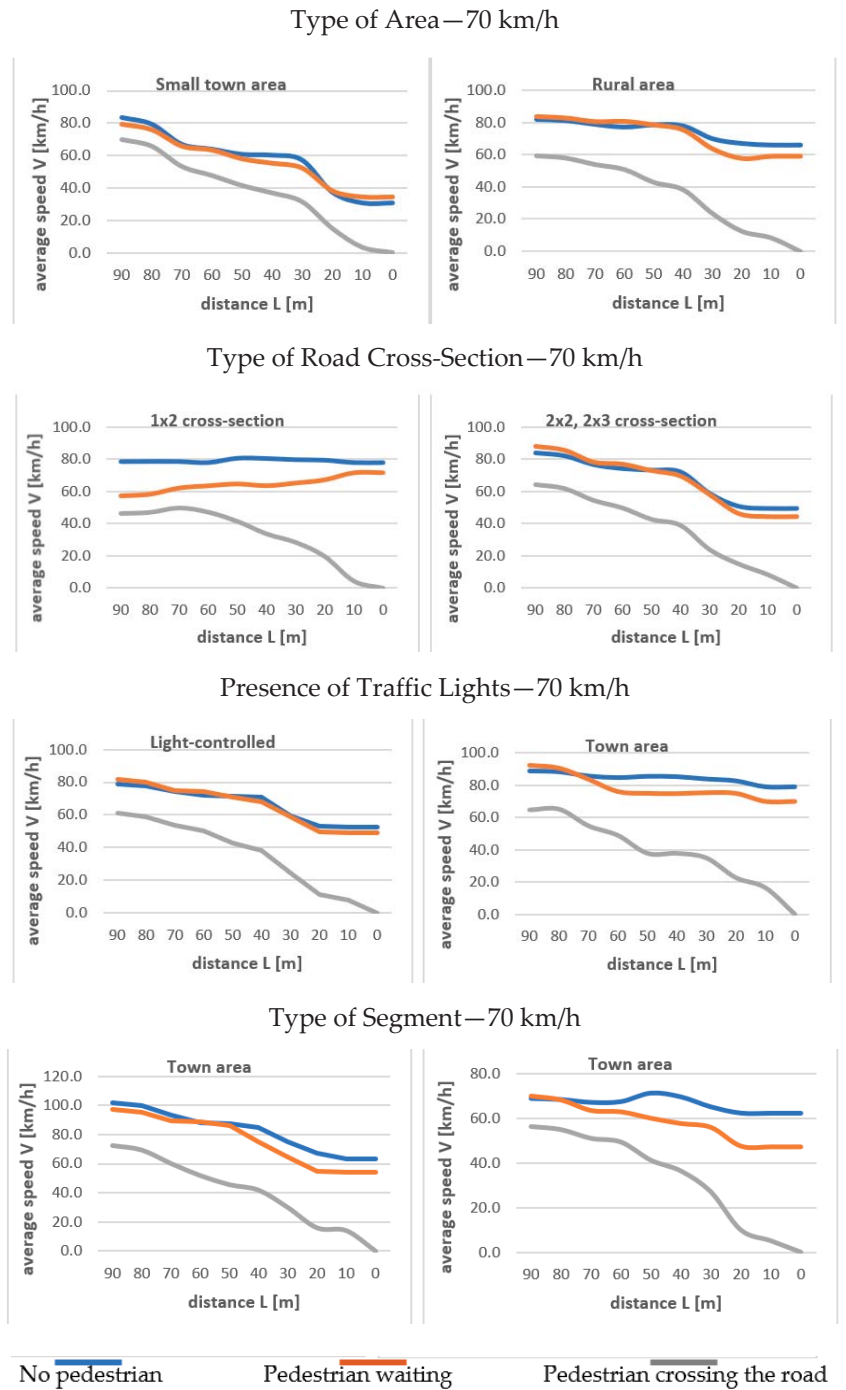 Type of Area—70 km/h
Small town area
average speed V [km/h]
100.0
80.0
60.0
40.0
20.0
0.0
90 80 70 60 50 40 30 20 10 0
distance L [m]
Rural area
average speed V [km/h]
100.0
80.0
60.0
40.0
20.0
0.0
90 80 70 60 50 40 30 20 10 0
distance L [m]
Type of Road Cross-Section—70 km/h
1x2 cross-section
average speed V [km/h]
100.0
80.0
60.0
40.0
20.0
0.0
90 80 70 60 50 40 30 20 10 0
distance L [m]
2x2, 2x3 cross-section
average speed V [km/h]
100.0
80.0
60.0
40.0
20.0
0.0
90 80 70 60 50 40 30 20 10 0
distance L [m]
Presence of Traffic Lights—70 km/h
Light-controlled
average speed V [km/h]
100.0
80.0
60.0
40.0
20.0
0.0
90 80 70 60 50 40 30 20 10 0
distance L [m]
Town area
average speed V [km/h]
100.0
80.0
60.0
40.0
20.0
0.0
90 80 70 60 50 40 30 20 10 0
distance L [m]
Type of Segment—70 km/h
Town area
average speed V [km/h]
120.0
100.0
80.0
60.0
40.0
20.0
0.0
90 80 70 60 50 40 30 20 10 0
distance L [m]
Town area
average speed V [km/h]
80.0
60.0
40.0
20.0
0.0
90 80 70 60 50 40 30 20 10 0
distance L [m]
No pedestrian Pedestrian waiting Pedestrian crossing the road